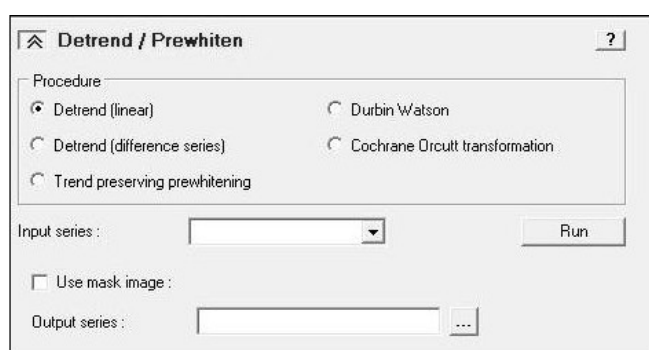 Detrend / Prewhiten ?
Procedure
Detrend (linear) Durbin Watson
Detrend (difference series) Cochrane Orcutt transformation
Trend preserving prewhitening
Input series : Run
Use mask image :
Output series : ...